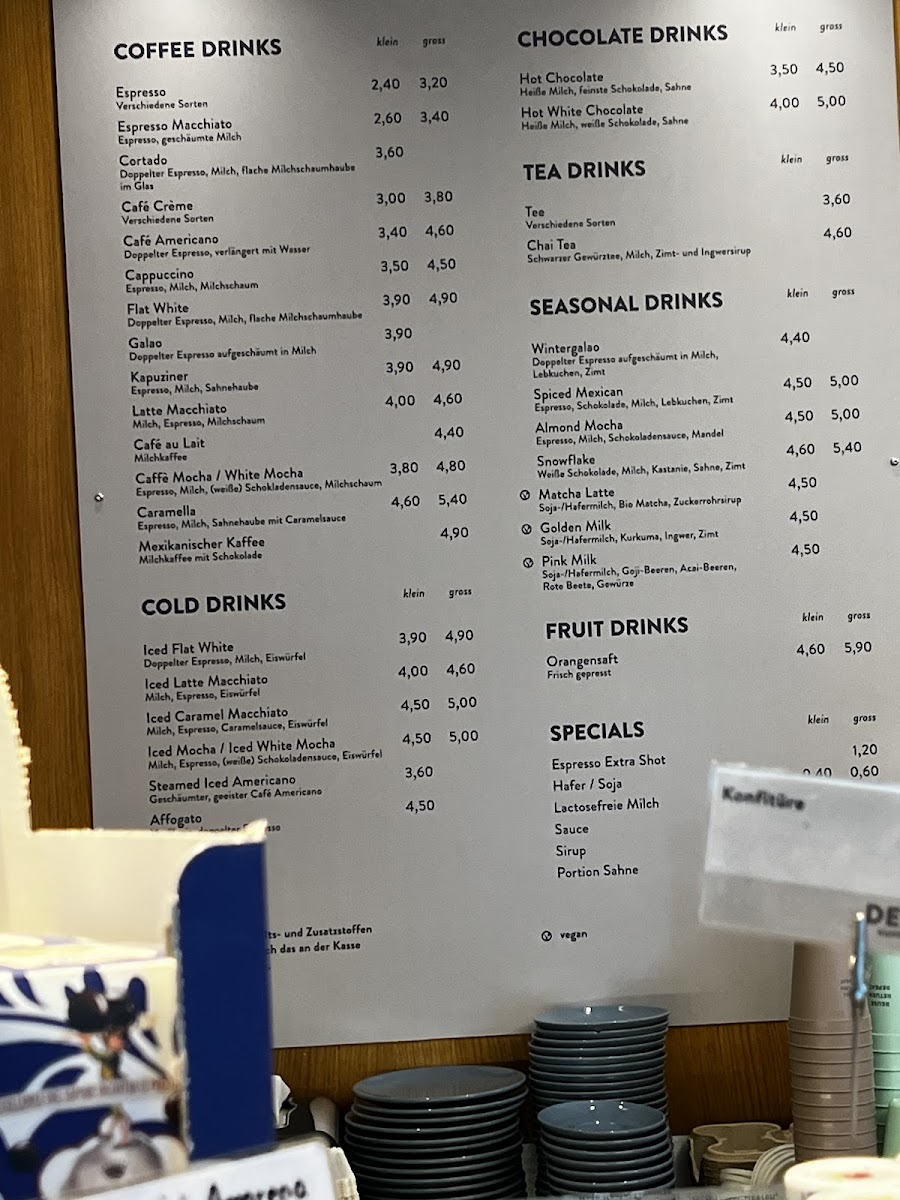 COFFEE DRINKS klein gross
Espresso 2,40 3,20
Verschiedene Sorten
Espresso Macchiato 2,60 3,40
Espresso, geschäumte Milch
Cortado 3,60
Doppelter Espresso, Milch, flache Milchschaumhaube
im Glas
Café Crème 3,00 3,80
Verschiedene Sorten
Café Americano 3,40 4,60
Doppelter Espresso, verlängert mit Wasser
Cappuccino 3,50 4,50
Espresso, Milch, Milchschaum
Flat White 3,90 4,90
Doppelter Espresso, Milch, flache Milchschaumhaube
Galao 3,90
Doppelter Espresso aufgeschäumt in Milch
Kapuziner 3,90 4,90
Espresso, Milch, Sahnehaube
Latte Macchiato 4,00 4,60
Milch, Espresso, Milchschaum
Café au Lait 4,40
Milchkaffee
Caffè Mocha / White Mocha 3,80 4,80
Espresso, Milch, (weiße) Schokladensauce, Milchschaum
Caramella 4,60 5,40
Espresso, Milch, Sahnehaube mit Caramelsauce
Mexikanischer Kaffee 4,90
Milchkaffee mit Schokolade
COLD DRINKS klein gross
Iced Flat White 3,90 4,90
Doppelter Espresso, Milch, Eiswürfel
Iced Latte Macchiato 4,00 4,60
Milch, Espresso, Eiswürfel
Iced Caramel Macchiato 4,50 5,00
Milch, Espresso, Caramelsauce, Eiswürfel
Iced Mocha / Iced White Mocha 4,50 5,00
Milch, Espresso, (weiße) Schokoladensauce, Eiswürfel
Steamed Iced Americano 3,60
Geschäumter, geeister Café Americano
Affogato 4,50
ts- und Zusatzstoffen
ch das an der Kasse
CHOCOLATE DRINKS klein gross
Hot Chocolate 3,50 4,50
Heiße Milch, feinste Schokolade, Sahne
Hot White Chocolate 4,00 5,00
Heiße Milch, weiße Schokolade, Sahne
TEA DRINKS klein gross
Tee 3,60
Verschiedene Sorten
Chai Tea 4,60
Schwarzer Gewürztee, Milch, Zimt- und Ingwersirup
SEASONAL DRINKS klein gross
Wintergalao 4,40
Doppelter Espresso aufgeschäumt in Milch,
Lebkuchen, Zimt
Spiced Mexican 4,50 5,00
Espresso, Schokolade, Milch, Lebkuchen, Zimt
Almond Mocha 4,50 5,00
Espresso, Milch, Schokoladensauce, Mandel
Snowflake 4,60 5,40
Weiße Schokolade, Milch, Kastanie, Sahne, Zimt
Matcha Latte 4,50
Soja-/Hafermilch, Bio Matcha, Zuckerrohrsirup
Golden Milk 4,50
Soja-/Hafermilch, Kurkuma, Ingwer, Zimt
Pink Milk 4,50
Soja-/Hafermilch, Goji-Beeren, Acai-Beeren,
Rote Beete, Gewürze
FRUIT DRINKS klein gross
Orangensaft 4,60 5,90
Frisch gepresst
SPECIALS klein gross
Espresso Extra Shot 1,20
Hafer / Soja 0,40 0,60
Lactosefreie Milch
Sauce
Sirup
Portion Sahne
vegan
Konfitüre
DE
Amarena